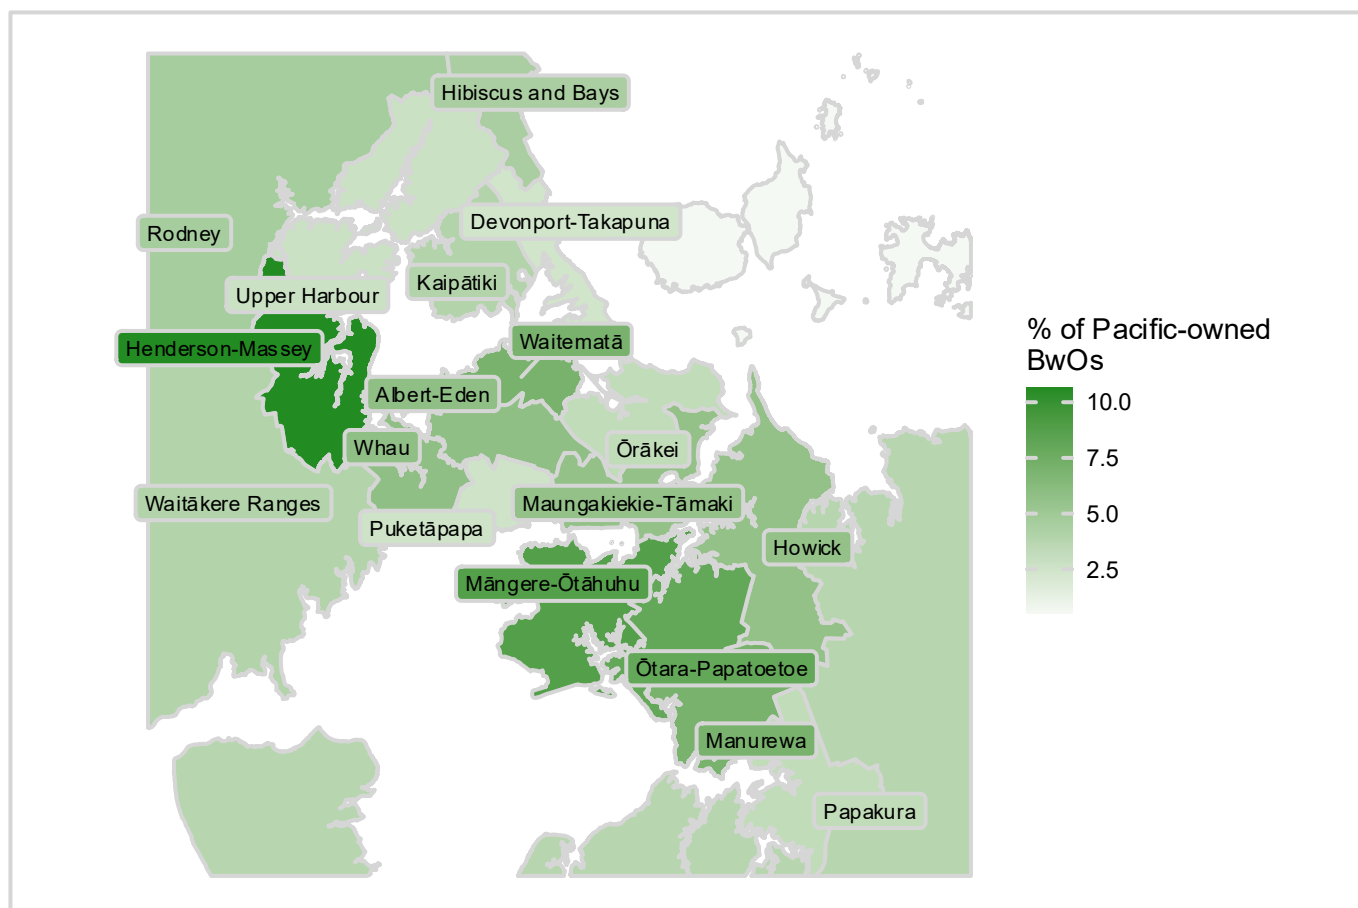 Hibiscus and Bays
Devonport-Takapuna
Rodney
Kaipātiki
Upper Harbour
Waitematā
Henderson-Massey
Albert-Eden
Whau
Ōrākei
Waitākere Ranges
Maungakiekie-Tāmaki
Puketāpapa
Howick
Māngere-Ōtāhuhu
Ōtara-Papatoetoe
Manurewa
Papakura
% of Pacific-owned
BwOs
10.0
7.5
5.0
2.5